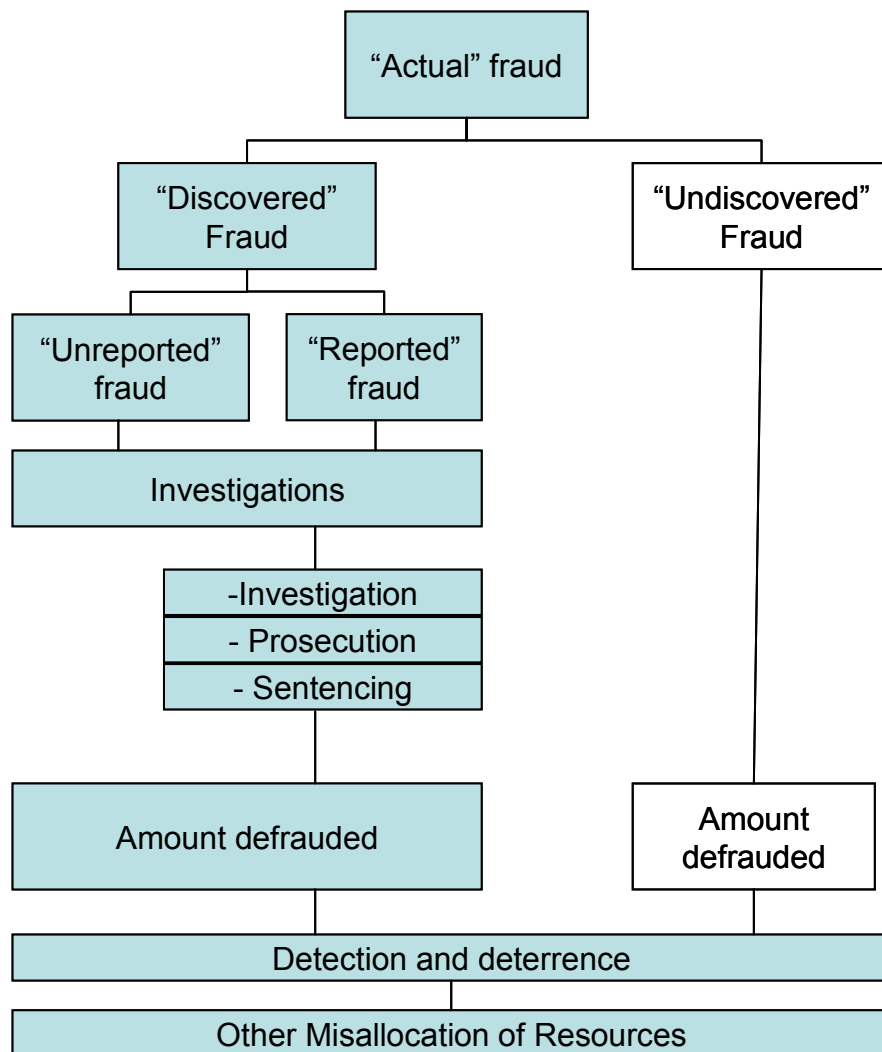 “Actual” fraud
“Discovered”
Fraud
“Undiscovered”
Fraud
“Unreported”
fraud
“Reported”
fraud
Investigations
-Investigation
- Prosecution
- Sentencing
Amount defrauded
Amount
defrauded
Detection and deterrence
Other Misallocation of Resources